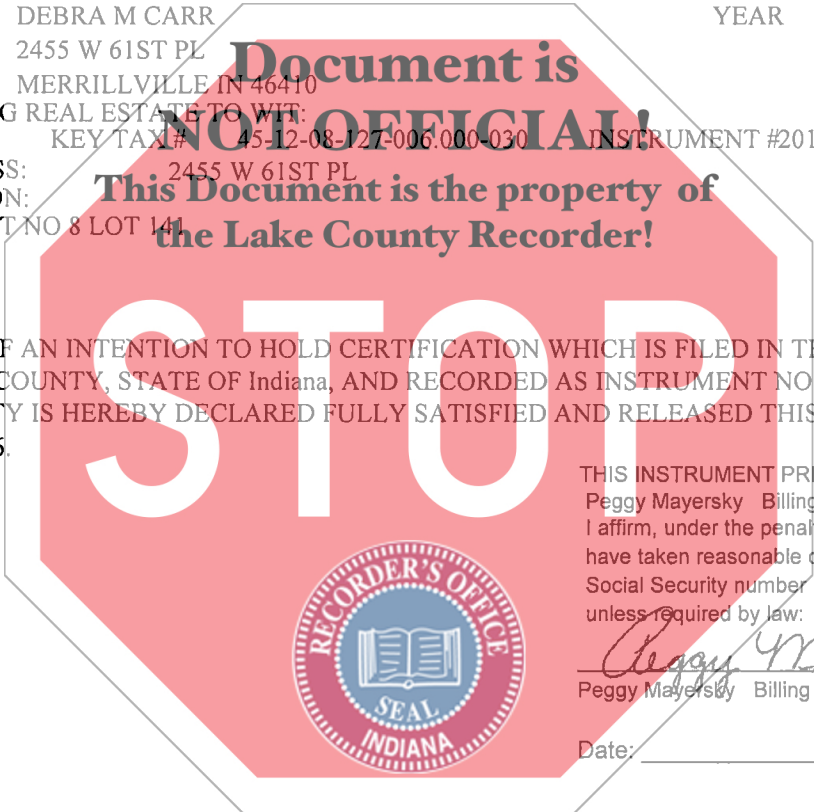 DEBRA M CARR YEAR
2455 W 61ST PL
Document is
MERRILLVILLE IN 46410
G REAL ESTATE TO WIT:
NOT OFFICIAL!
KEY TAX# 45-12-08-127-006.000-030 INSTRUMENT #201
SS: 2455 W 61ST PL
This Document is the property of
N:
T NO 8 LOT 141
the Lake County Recorder!
F AN INTENTION TO HOLD CERTIFICATION WHICH IS FILED IN T
COUNTY, STATE OF Indiana, AND RECORDED AS INSTRUMENT NO
TY IS HEREBY DECLARED FULLY SATISFIED AND RELEASED THIS
STOP
THIS INSTRUMENT PR
Peggy Mayersky Billing
I affirm, under the penal
have taken reasonable
Social Security number
unless required by law:
Peggy M
Peggy Mayersky Billing
Date:
RECORDER'S OFFICE
SEAL
INDIANA